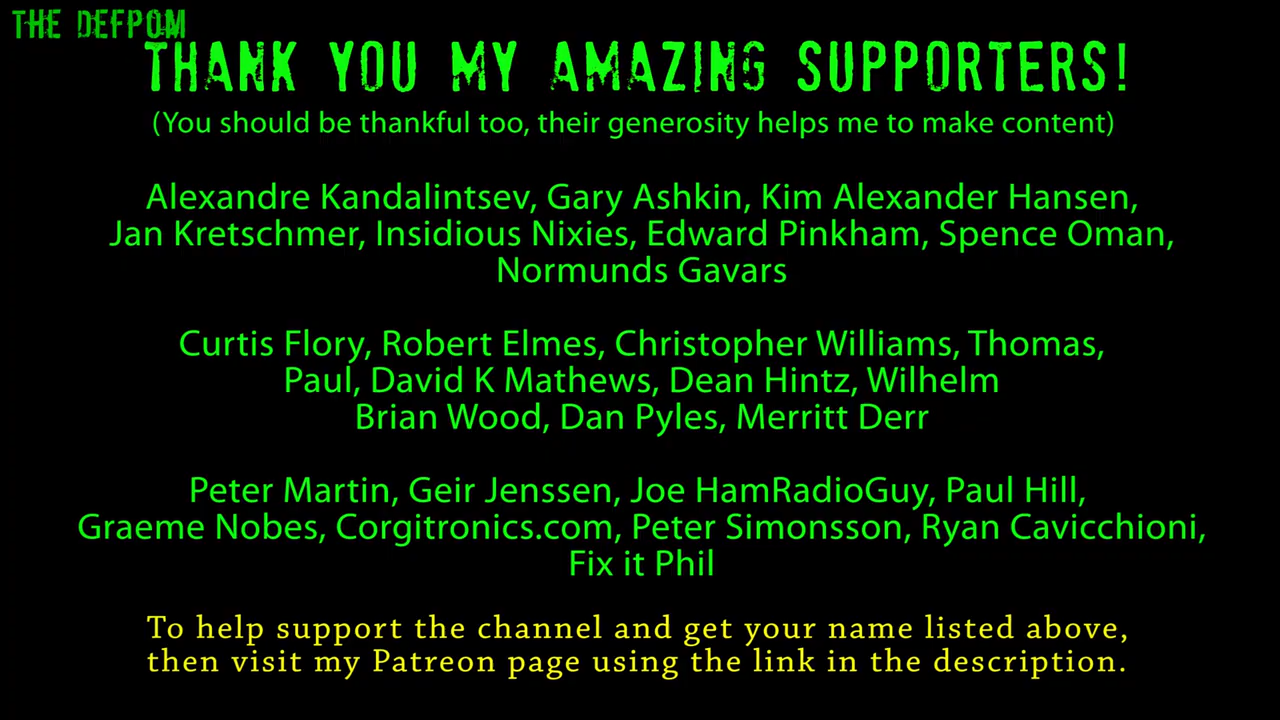 THE DEFPOM
THANK YOU MY AMAZING SUPPORTERS!
(You should be thankful too, their generosity helps me to make content)
Alexandre Kandalintsev, Gary Ashkin, Kim Alexander Hansen,
Jan Kretschmer, Insidious Nixies, Edward Pinkham, Spence Oman,
Normunds Gavars
Curtis Flory, Robert Elmes, Christopher Williams, Thomas,
Paul, David K Mathews, Dean Hintz, Wilhelm
Brian Wood, Dan Pyles, Merritt Derr
Peter Martin, Geir Jenssen, Joe HamRadioGuy, Paul Hill,
Graeme Nobes, Corgitronics.com, Peter Simonsson, Ryan Cavicchioni,
Fix it Phil
To help support the channel and get your name listed above,
then visit my Patreon page using the link in the description.